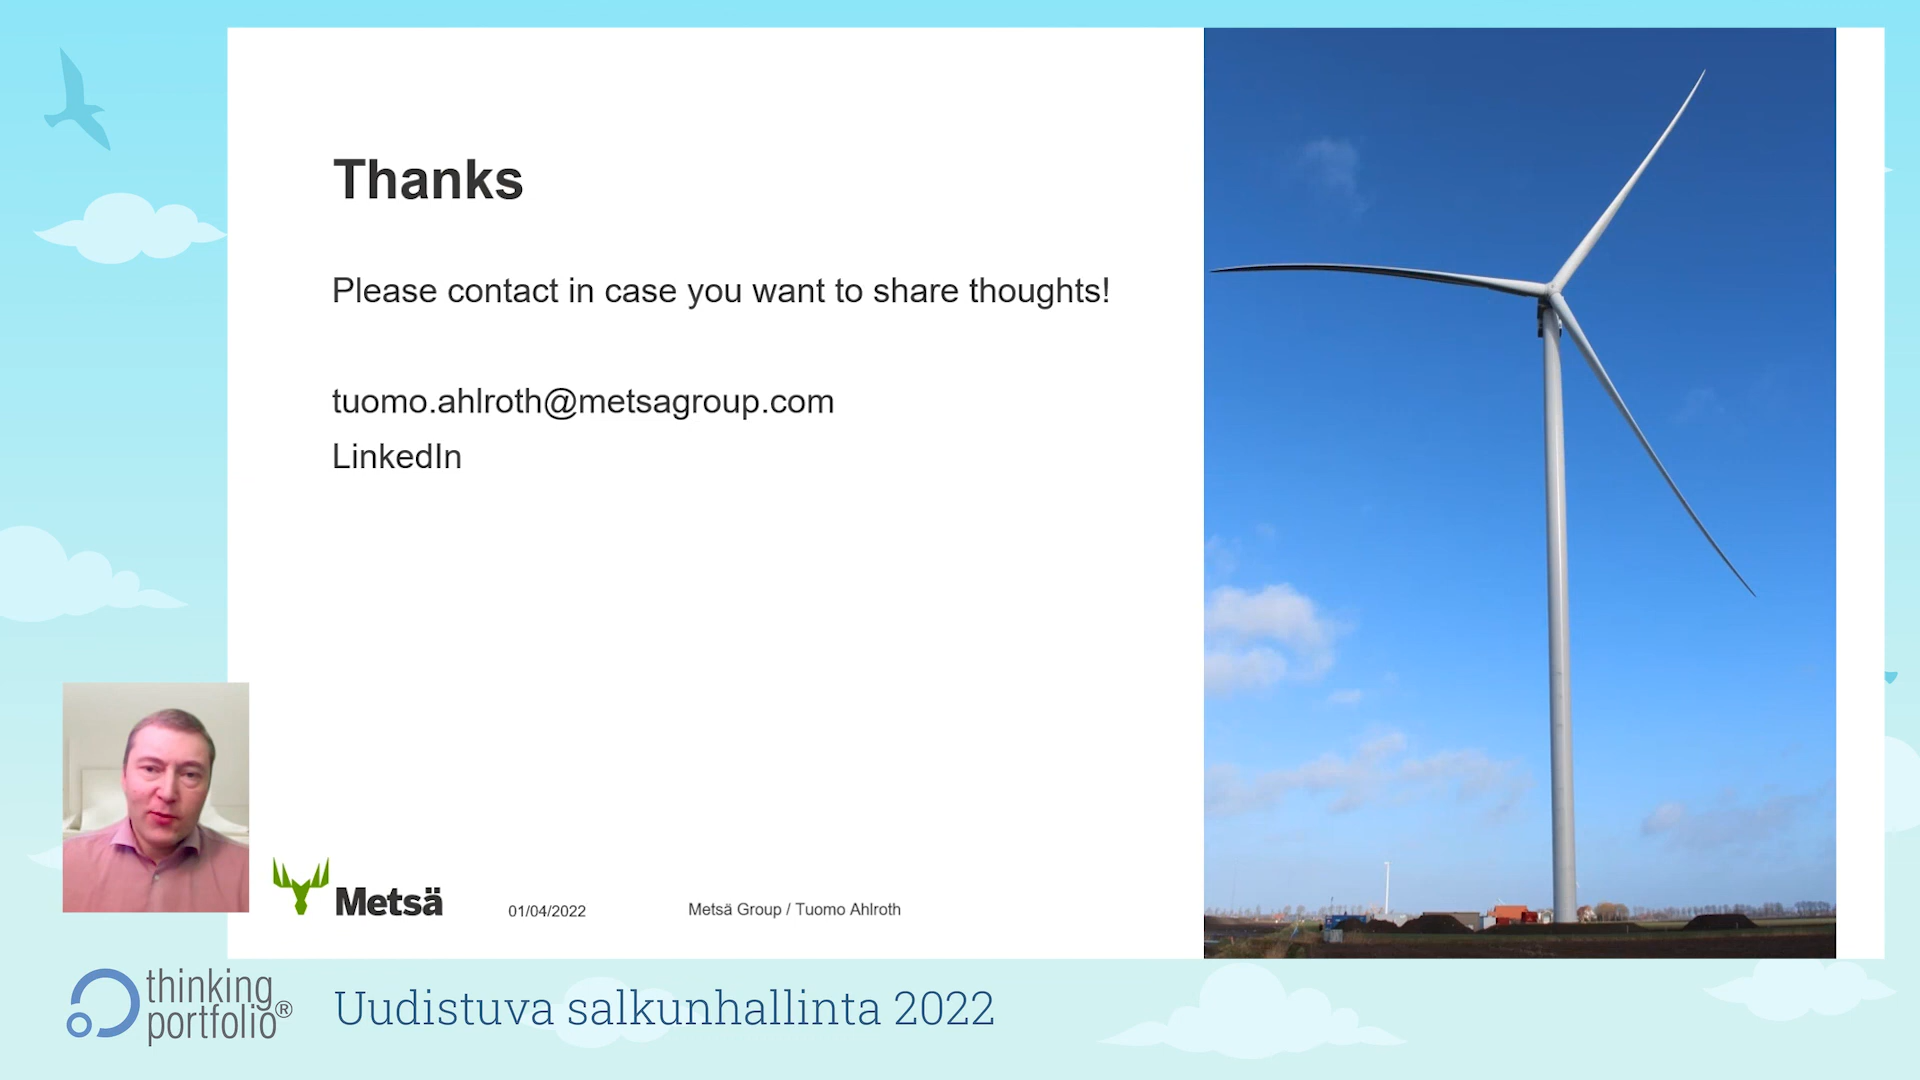 Thanks
Please contact in case you want to share thoughts!
tuomo.ahlroth@metsagroup.com
LinkedIn
Metsä
01/04/2022
Metsä Group / Tuomo Ahlroth
thinking
portfolio®
Uudistuva salkunhallinta 2022